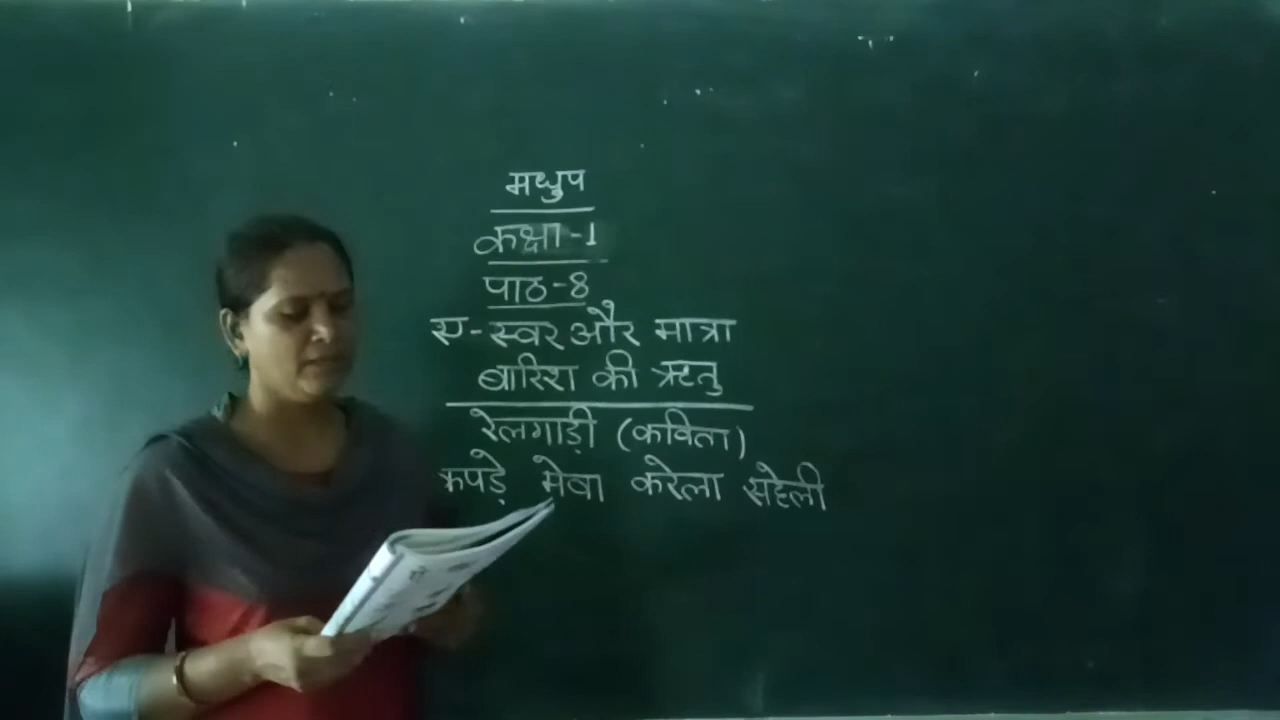 मधुप
कक्षा-1
पाठ-8
ए-स्वर और मात्रा
बारिश की ऋतु
रेलगाड़ी (कविता)
कपड़े मेवा करेला सहेली